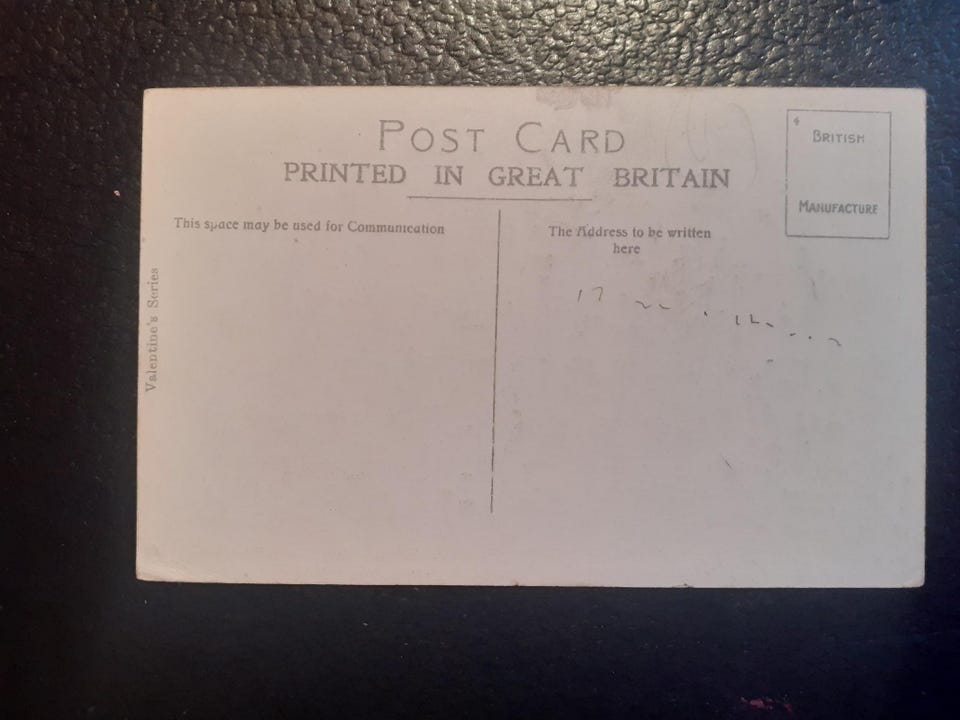 POST CARD
PRINTED IN GREAT BRITAIN
This space may be used for Communication
The Address to be written
here
4
BRITISH
MANUFACTURE
Valentine's Series